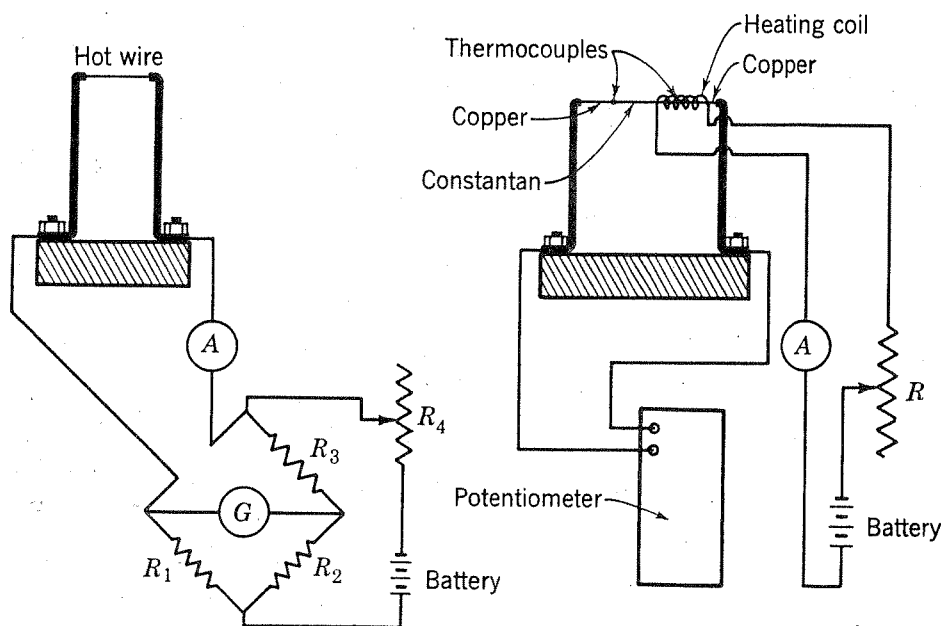 Hot wire
A
R3
R4
G
R1
R2
Battery
Thermocouples
Heating coil
Copper
Copper
Constantan
A
R
Potentiometer
Battery